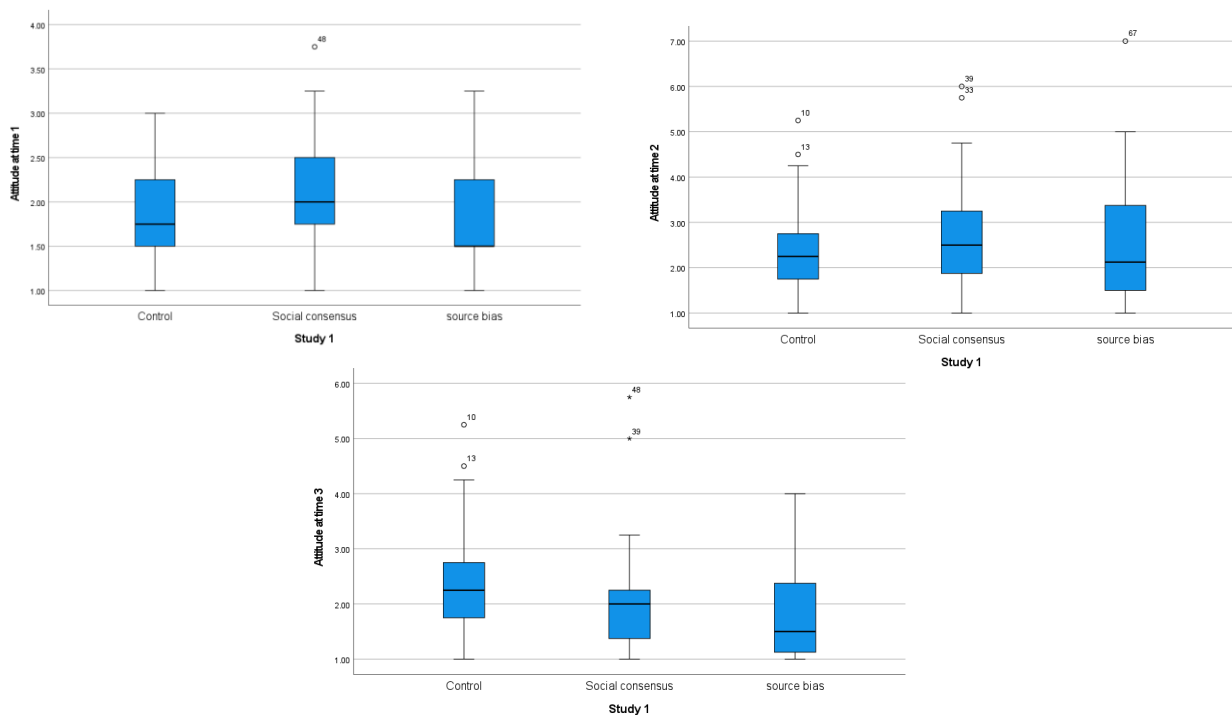 Attitude at time 1
4.00
3.00
2.50
2.00
1.50
1.00
48
Control
Social consensus
source bias
Study 1
Attitude at time 2
7.00
6.00
5.00
4.00
3.00
2.00
1.00
10
13
39
33
67
Control
Social consensus
source bias
Study 1
Attitude at time 3
6.00
5.00
4.00
3.00
2.00
1.00
10
13
48
39
Control
Social consensus
source bias
Study 1